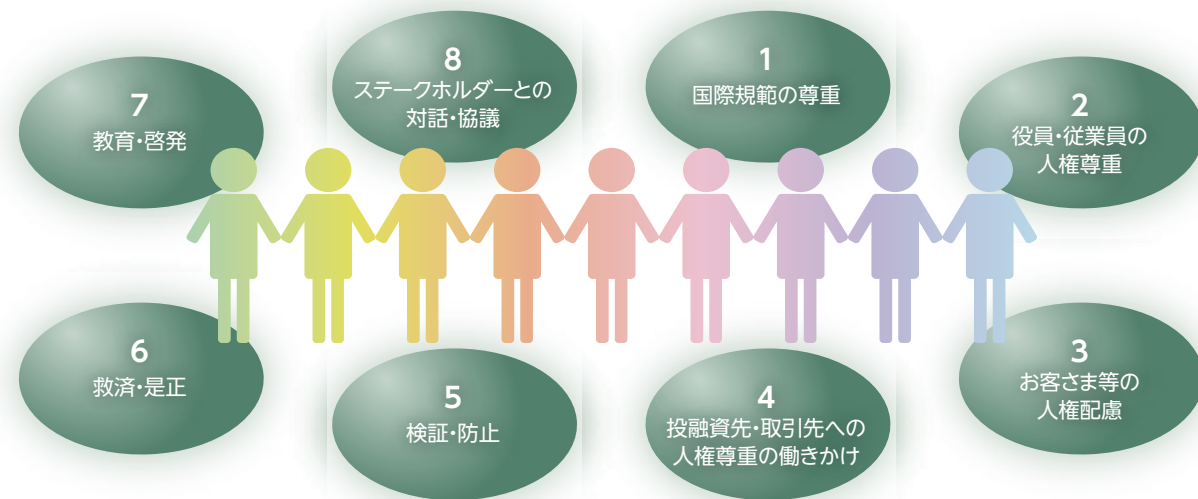 1
国際規範の尊重
2
役員・従業員の
人権尊重
3
お客さま等の
人権配慮
4
投融資先・取引先への
人権尊重の働きかけ
5
検証・防止
6
救済・是正
7
教育・啓発
8
ステークホルダーとの
対話・協議